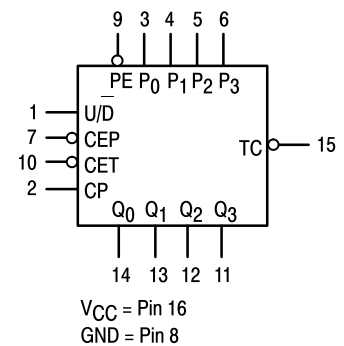 9 3 4 5 6
PE P0 P1 P2 P3
1 U/D̅
7 CEP
TC 15
10 CET
2 CP
Q0 Q1 Q2 Q3
14 13 12 11
VCC = Pin 16
GND = Pin 8